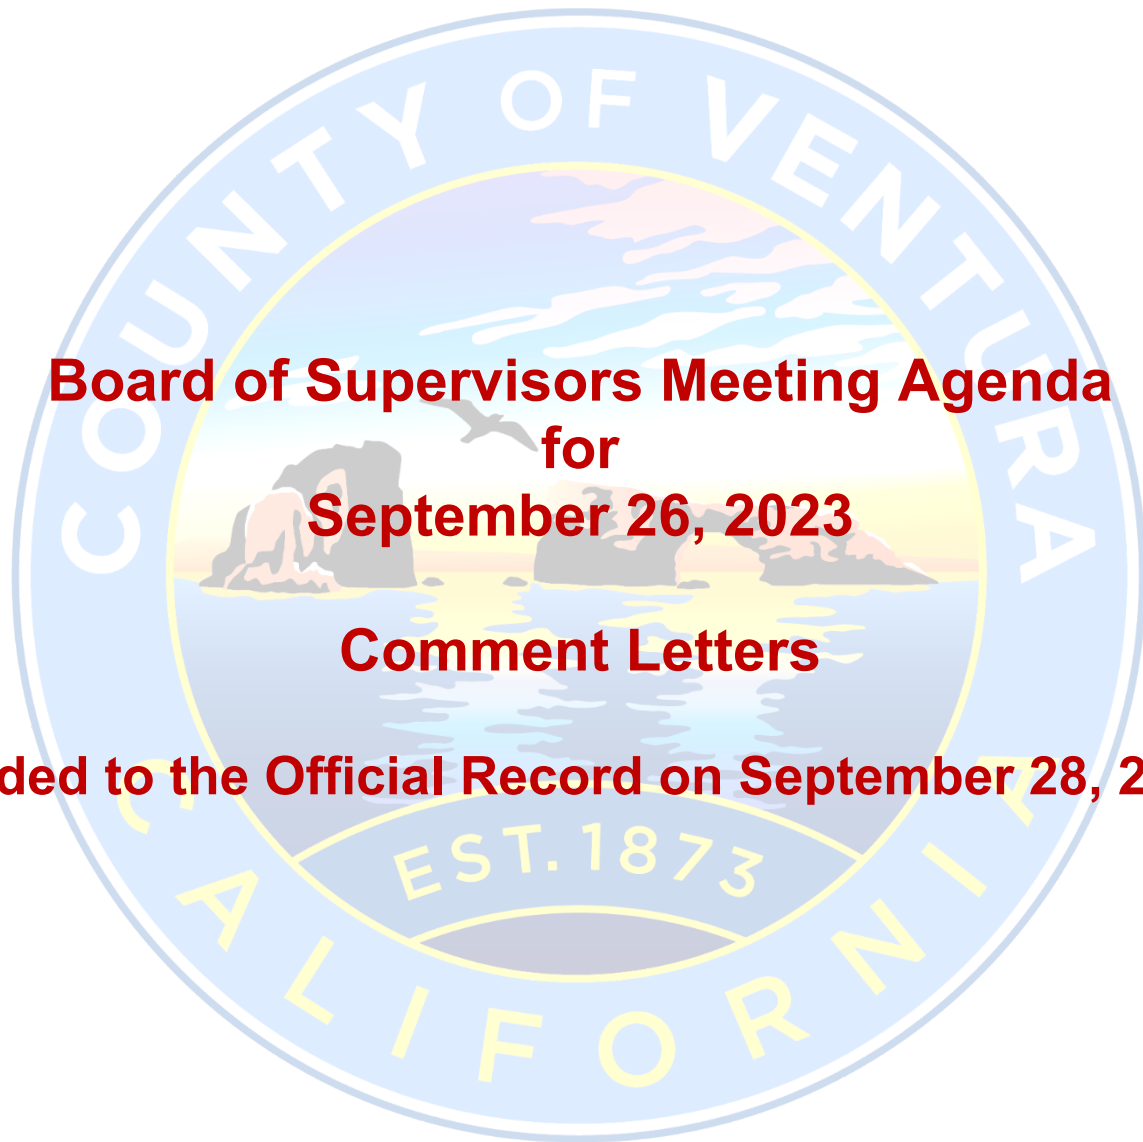 COUNTY OF VENTURA
Board of Supervisors Meeting Agenda
for
September 26, 2023
Comment Letters
ded to the Official Record on September 28, 2
EST. 1873
CALIFORNIA